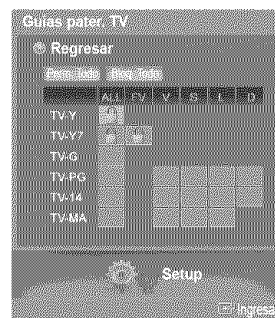 Guías pater. TV
Regresar
Perm. Todo Bloq. Todo
ALL FV V S L D
TV-Y
TV-Y7
TV-G
TV-PG
TV-14
TV-MA
Setup
Ingresar